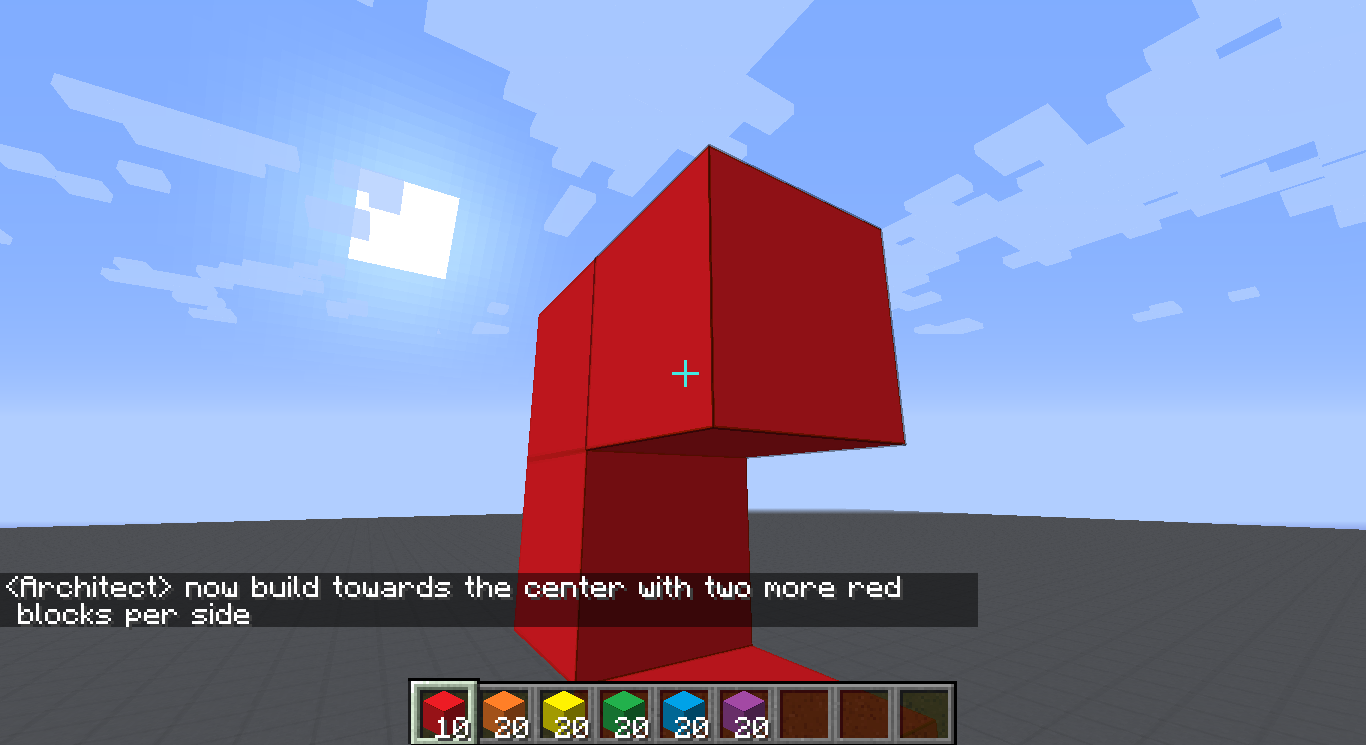 <Architect> now build towards the center with two more red
blocks per side
10 20 20 20 20 20